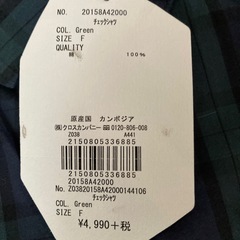 NO. 20158A42000
チェックシャツ
COL. Green
SIZE F
QUALITY
綿 100%
原産国 カンボジア
㈱クロスカンパニー ☎0120-806-008
Z038 A441
2150805336885
2150805336885
20158A42000
No. Z03820158A42000144106
チェックシャツ
COL. Green
SIZE F
¥4,990+税